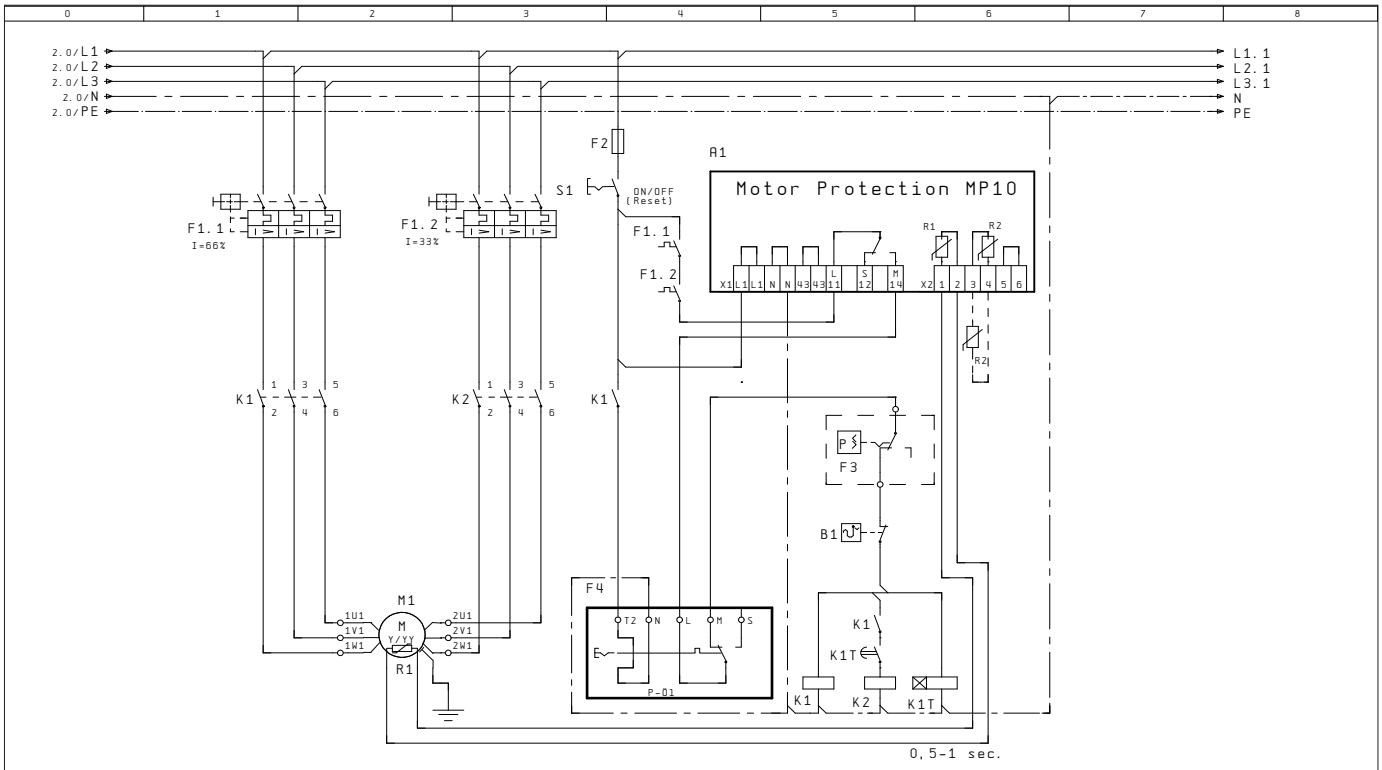 0 1 2 3 4 5 6 7 8
2.0/L1 L1.1
2.0/L2 L2.1
2.0/L3 L3.1
2.0/N N
2.0/PE PE
F2
A1
S1 ON/OFF
(Reset)
Motor Protection MP10
F1.1
I=66%
F1.2
I=33%
I> I> I> I> I> I>
F1.1
F1.2
R1 R2
L S M
X1 L1 L1 N N 43 43 11 12 14 X2 1 2 3 4 5 6
R2
K1 1 3 5
2 4 6
K2 1 3 5
2 4 6
K1
P
F3
B1
F4
M1
1U1 2U1
1V1 M 2V1
Y/YY
1W1 2W1
R1
T2 N L M S
P-01
K1
K1T
K1 K2 K1T
0,5-1 sec.